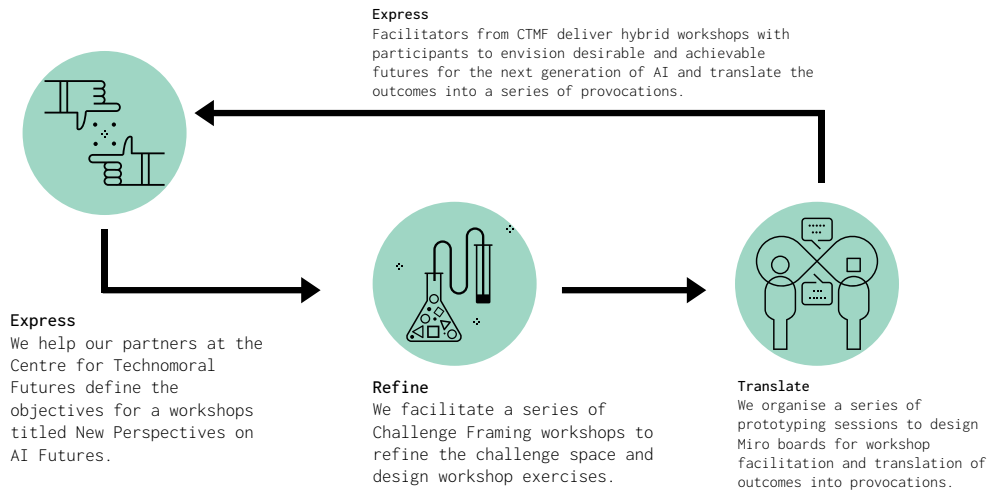 Express
Facilitators from CTMF deliver hybrid workshops with
participants to envision desirable and achievable
futures for the next generation of AI and translate the
outcomes into a series of provocations.
Express
We help our partners at the
Centre for Technomoral
Futures define the
objectives for a workshops
titled New Perspectives on
AI Futures.
Refine
We facilitate a series of
Challenge Framing workshops to
refine the challenge space and
design workshop exercises.
Translate
We organise a series of
prototyping sessions to design
Miro boards for workshop
facilitation and translation of
outcomes into provocations.